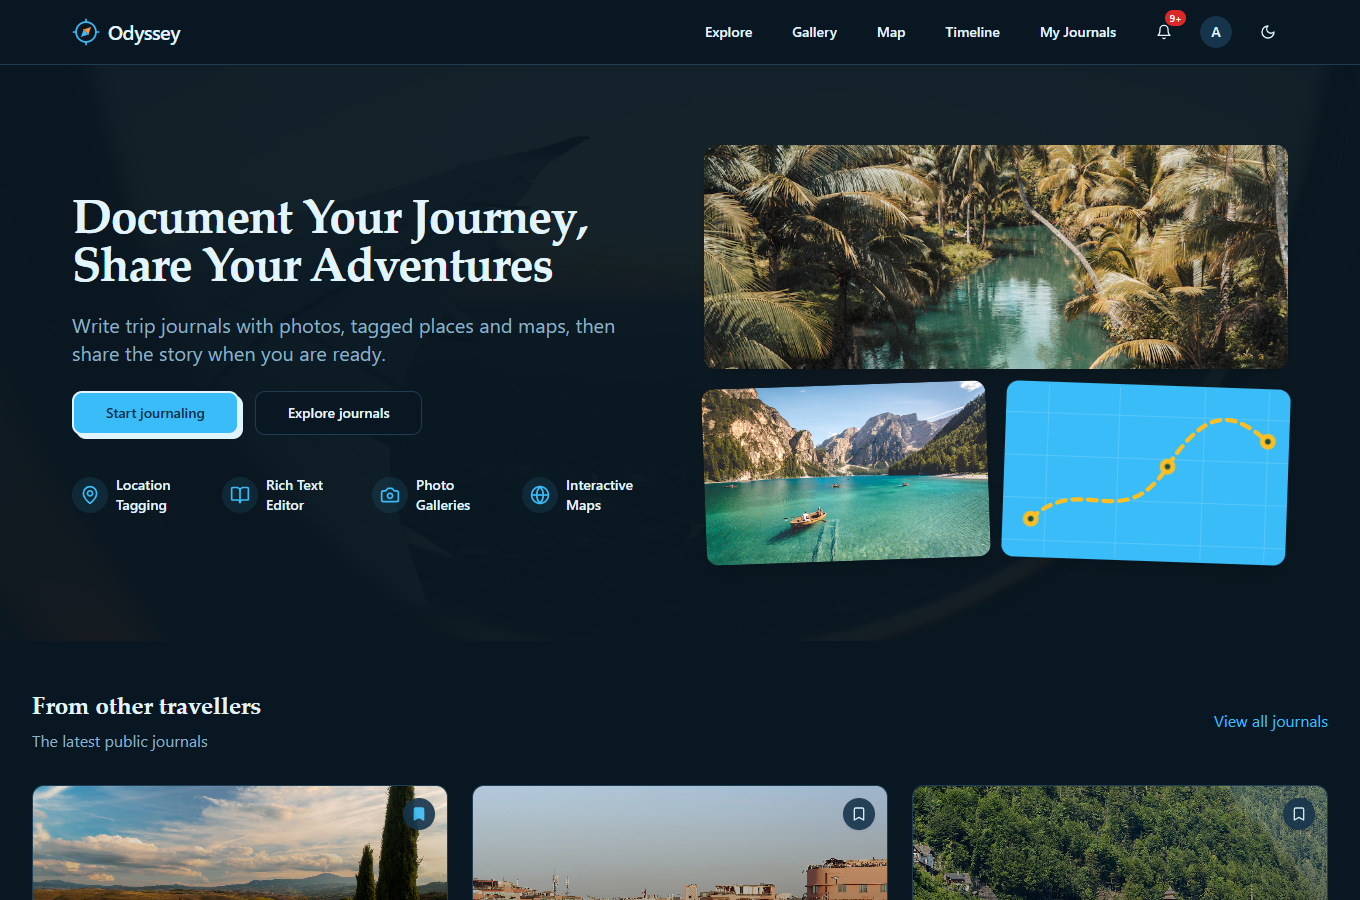 Odyssey
Explore
Gallery
Map
Timeline
My Journals
9+
A
Document Your Journey,
Share Your Adventures
Write trip journals with photos, tagged places and maps, then
share the story when you are ready.
Start journaling
Explore journals
Location
Tagging
Rich Text
Editor
Photo
Galleries
Interactive
Maps
From other travellers
The latest public journals
View all journals